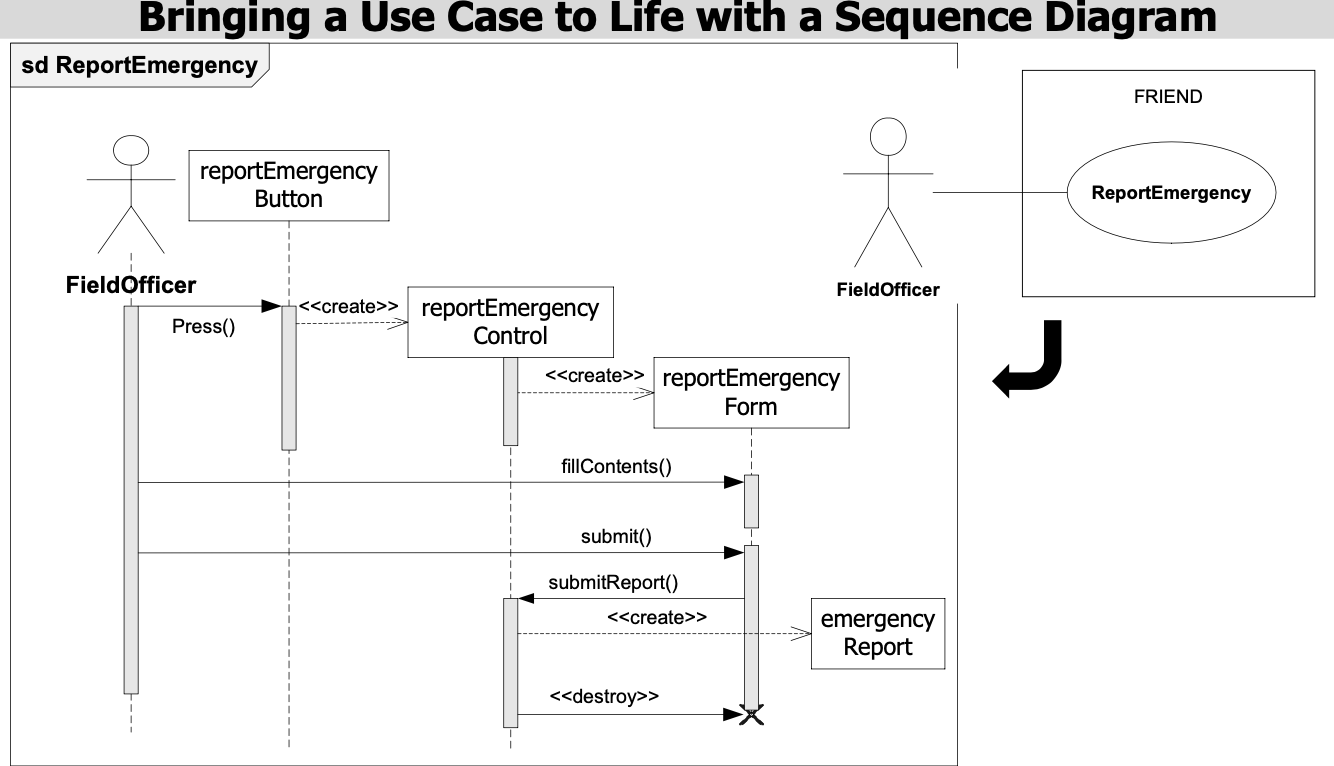 Bringing a Use Case to Life with a Sequence Diagram
sd ReportEmergency
FRIEND
reportEmergency
Button
ReportEmergency
FieldOfficer
FieldOfficer
Press()
<<create>>
reportEmergency
Control
<<create>>
reportEmergency
Form
fillContents()
submit()
submitReport()
<<create>>
emergency
Report
<<destroy>>